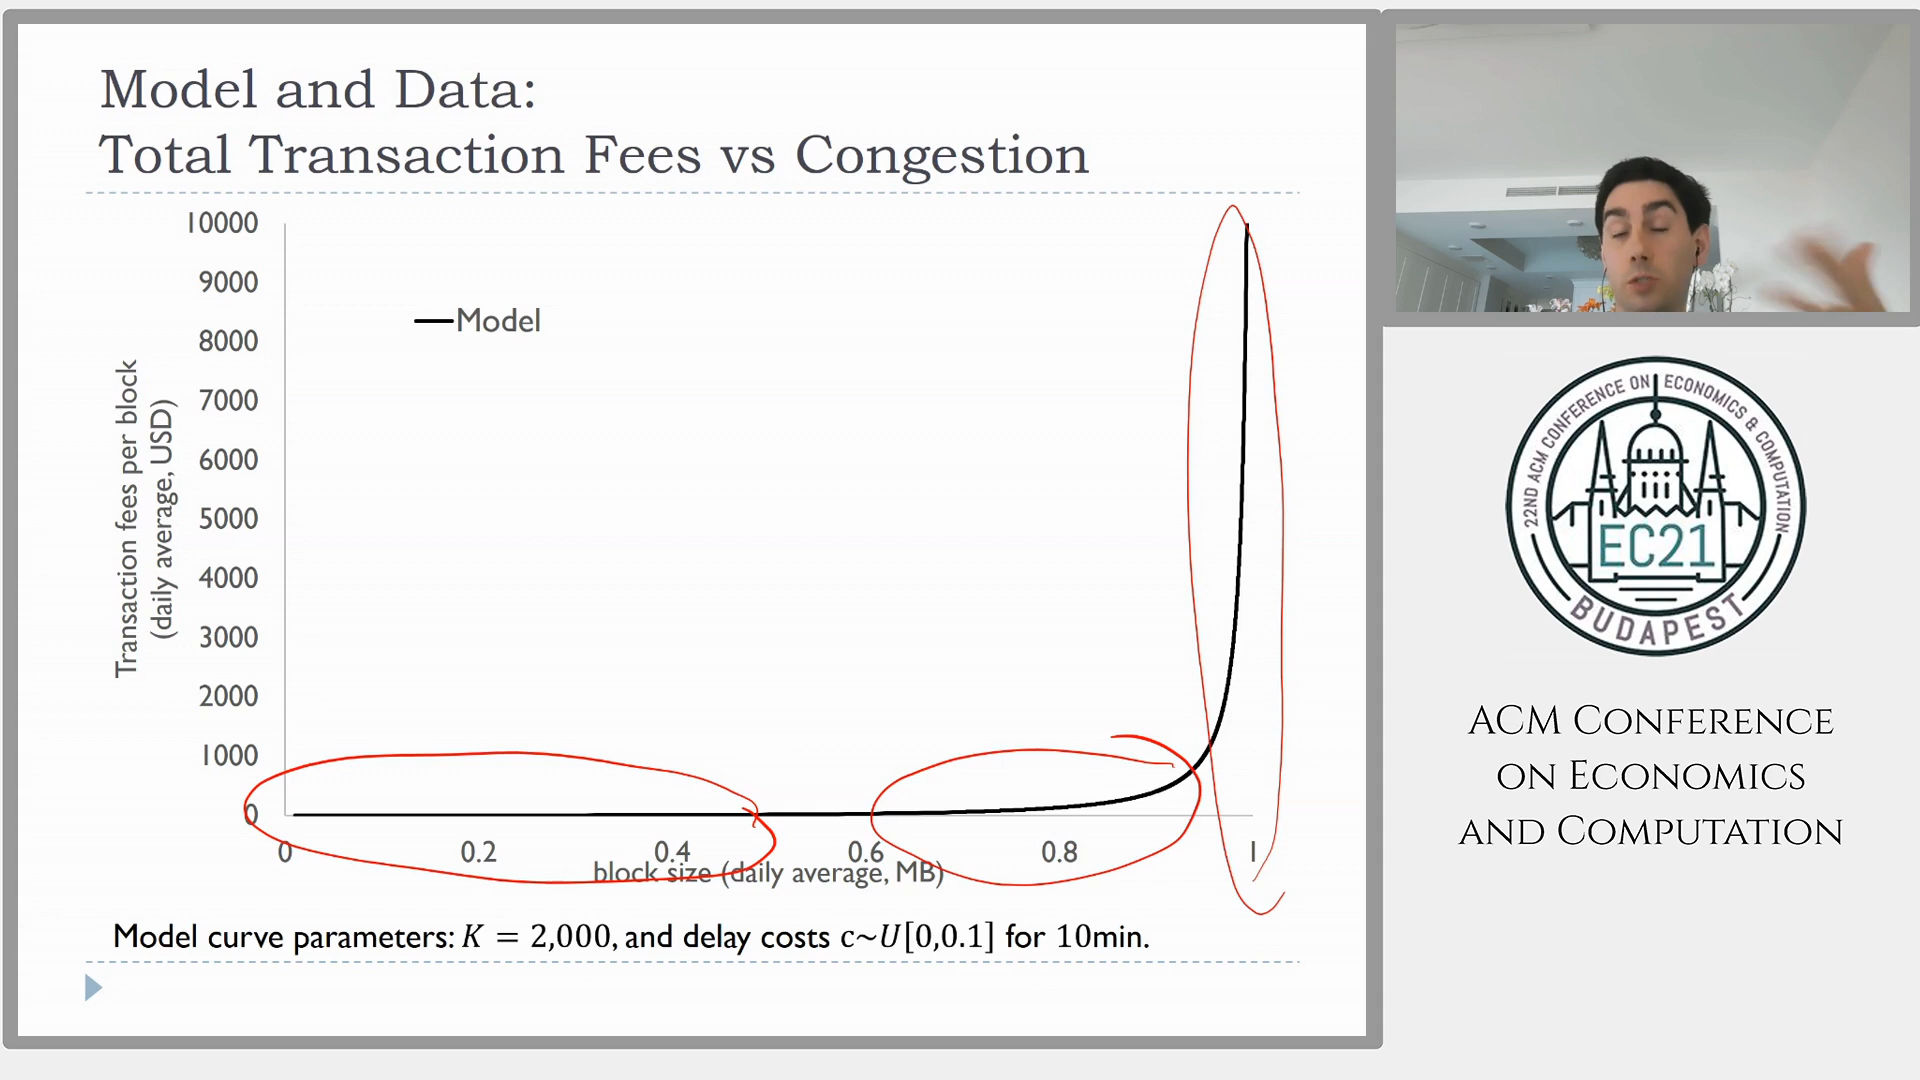 Model and Data:
Total Transaction Fees vs Congestion
10000
9000
8000
7000
6000
5000
4000
3000
2000
1000
0
Transaction fees per block
(daily average, USD)
Model
0 0.2 0.4 0.6 0.8 1
block size (daily average, MB)
Model curve parameters: K = 2,000, and delay costs c~U[0,0.1] for 10min.
22ND ACM CONFERENCE ON ECONOMICS & COMPUTATION
EC21
BUDAPEST
ACM CONFERENCE
ON ECONOMICS
AND COMPUTATION